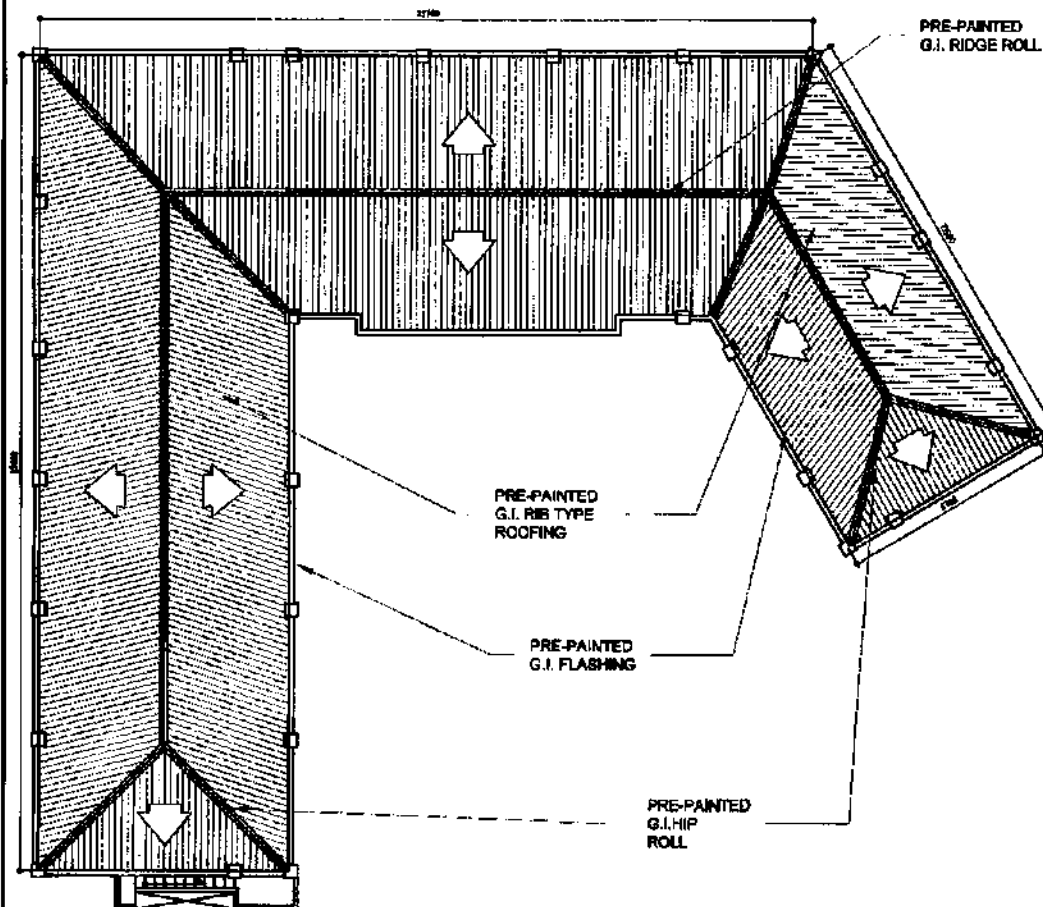 PRE-PAINTED
G.I. RIDGE ROLL
PRE-PAINTED
G.I. RIB TYPE
ROOFING
PRE-PAINTED
G.I. FLASHING
PRE-PAINTED
G.I.HIP
ROLL